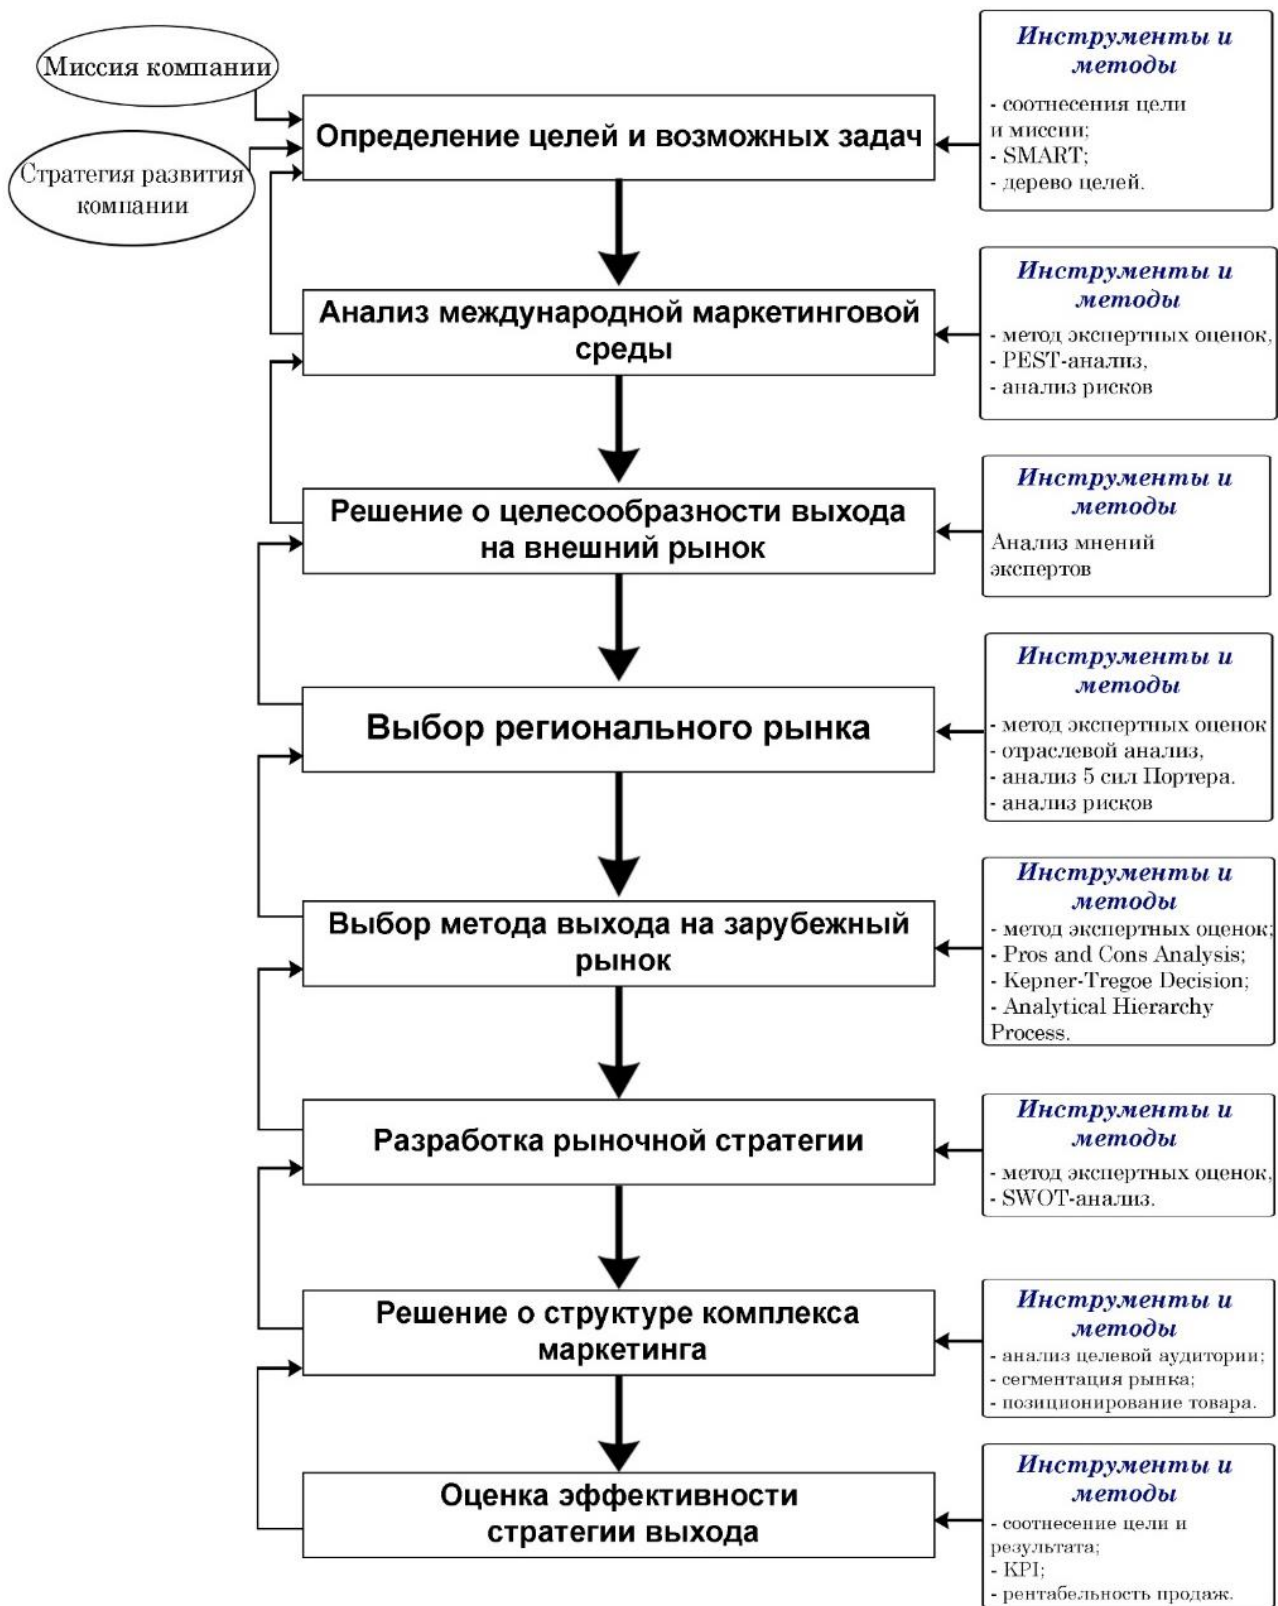 Миссия компании
Стратегия развития
компании
Определение целей и возможных задач
Инструменты и
методы
- соотнесения цели
и миссии;
- SMART;
- дерево целей.
Анализ международной маркетинговой
среды
Инструменты и
методы
- метод экспертных оценок,
- PEST-анализ,
- анализ рисков
Решение о целесообразности выхода
на внешний рынок
Инструменты и
методы
Анализ мнений
экспертов
Выбор регионального рынка
Инструменты и
методы
- метод экспертных оценок
- отраслевой анализ,
- анализ 5 сил Портера.
- анализ рисков
Выбор метода выхода на зарубежный
рынок
Инструменты и
методы
- метод экспертных оценок;
- Pros and Cons Analysis;
- Kepner-Tregoe Decision;
- Analytical Hierarchy
Process.
Разработка рыночной стратегии
Инструменты и
методы
- метод экспертных оценок,
- SWOT-анализ.
Решение о структуре комплекса
маркетинга
Инструменты и
методы
- анализ целевой аудитории;
- сегментация рынка;
- позиционирование товара.
Оценка эффективности
стратегии выхода
Инструменты и
методы
- соотнесение цели и
результата;
- KPI;
- рентабельность продаж.